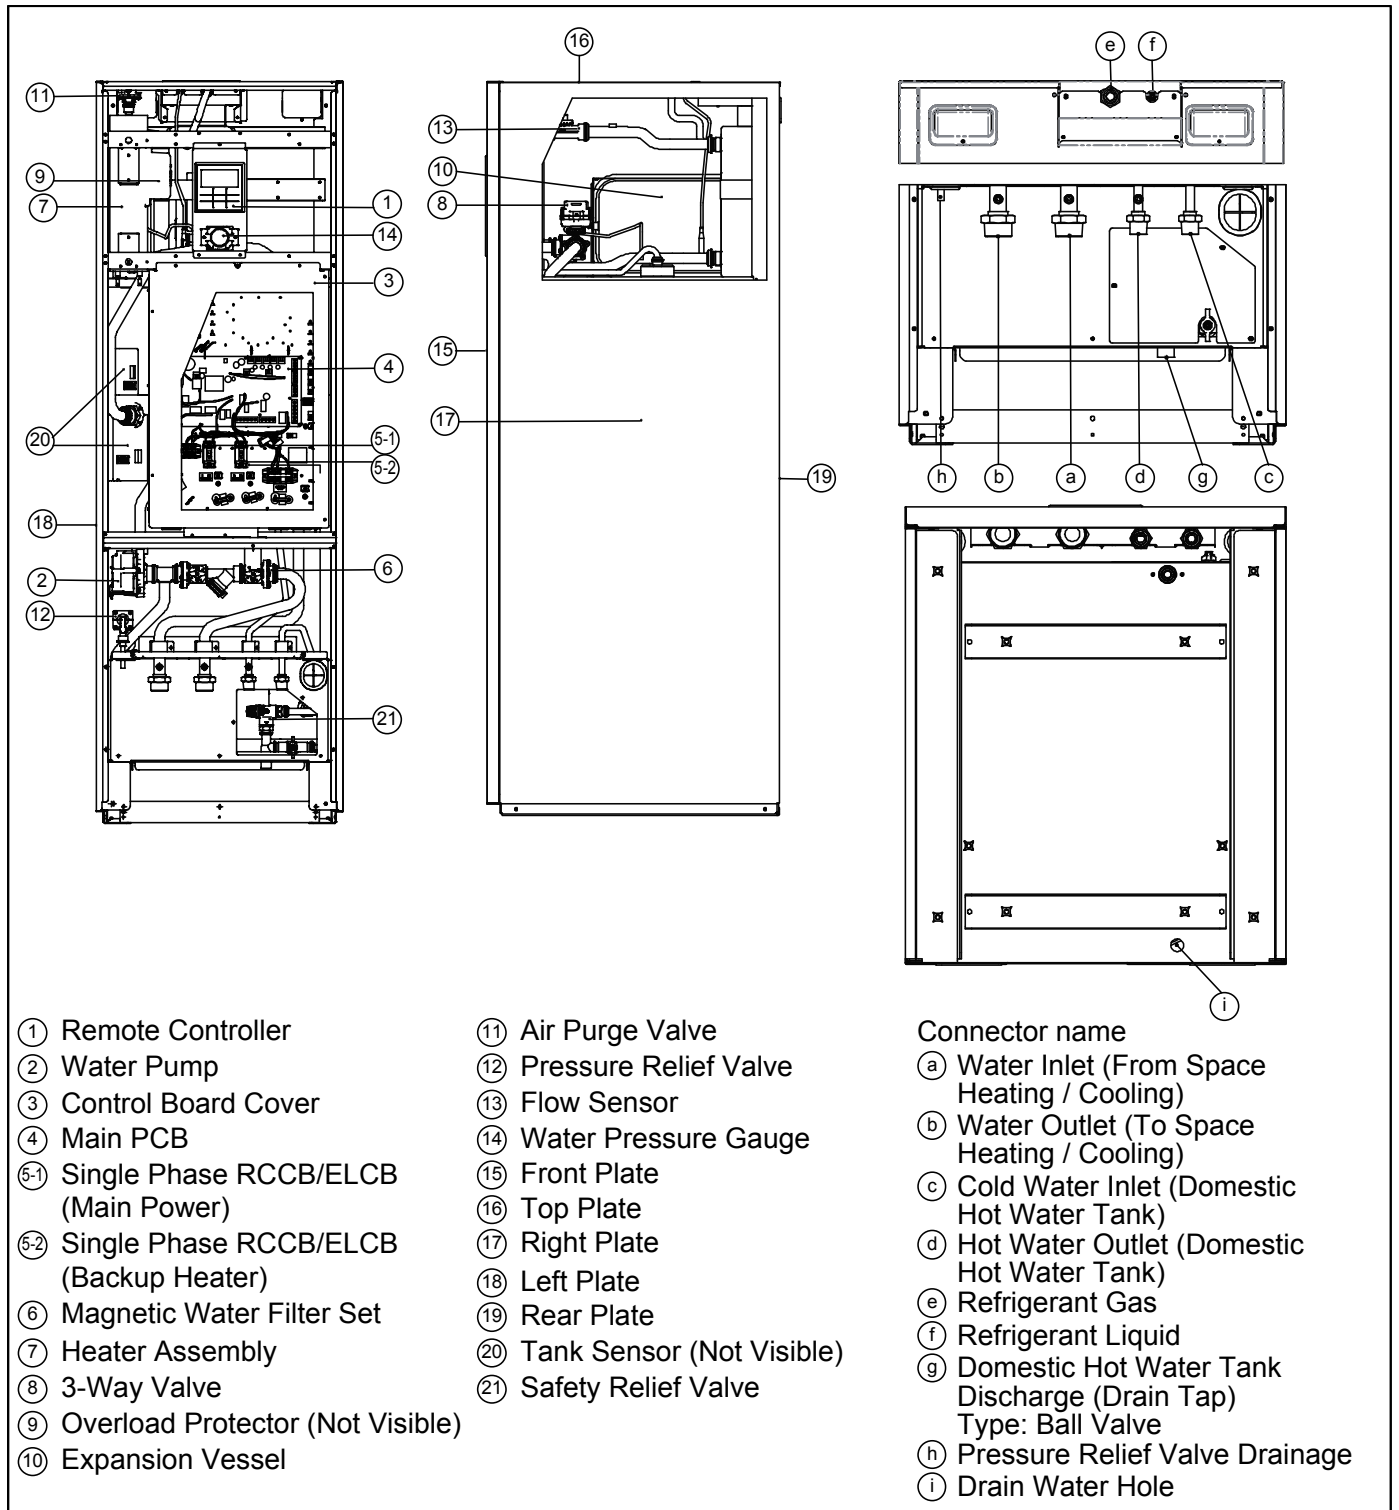 16
e f
11
13
9
10
7
1
8
14
3
15
4
17
20
5-1
5-2
19
h b a d g c
18
6
2
12
21
i
1 Remote Controller
2 Water Pump
3 Control Board Cover
4 Main PCB
5-1 Single Phase RCCB/ELCB
(Main Power)
5-2 Single Phase RCCB/ELCB
(Backup Heater)
6 Magnetic Water Filter Set
7 Heater Assembly
8 3-Way Valve
9 Overload Protector (Not Visible)
10 Expansion Vessel
11 Air Purge Valve
12 Pressure Relief Valve
13 Flow Sensor
14 Water Pressure Gauge
15 Front Plate
16 Top Plate
17 Right Plate
18 Left Plate
19 Rear Plate
20 Tank Sensor (Not Visible)
21 Safety Relief Valve
Connector name
a Water Inlet (From Space
Heating / Cooling)
b Water Outlet (To Space
Heating / Cooling)
c Cold Water Inlet (Domestic
Hot Water Tank)
d Hot Water Outlet (Domestic
Hot Water Tank)
e Refrigerant Gas
f Refrigerant Liquid
g Domestic Hot Water Tank
Discharge (Drain Tap)
Type: Ball Valve
h Pressure Relief Valve Drainage
i Drain Water Hole